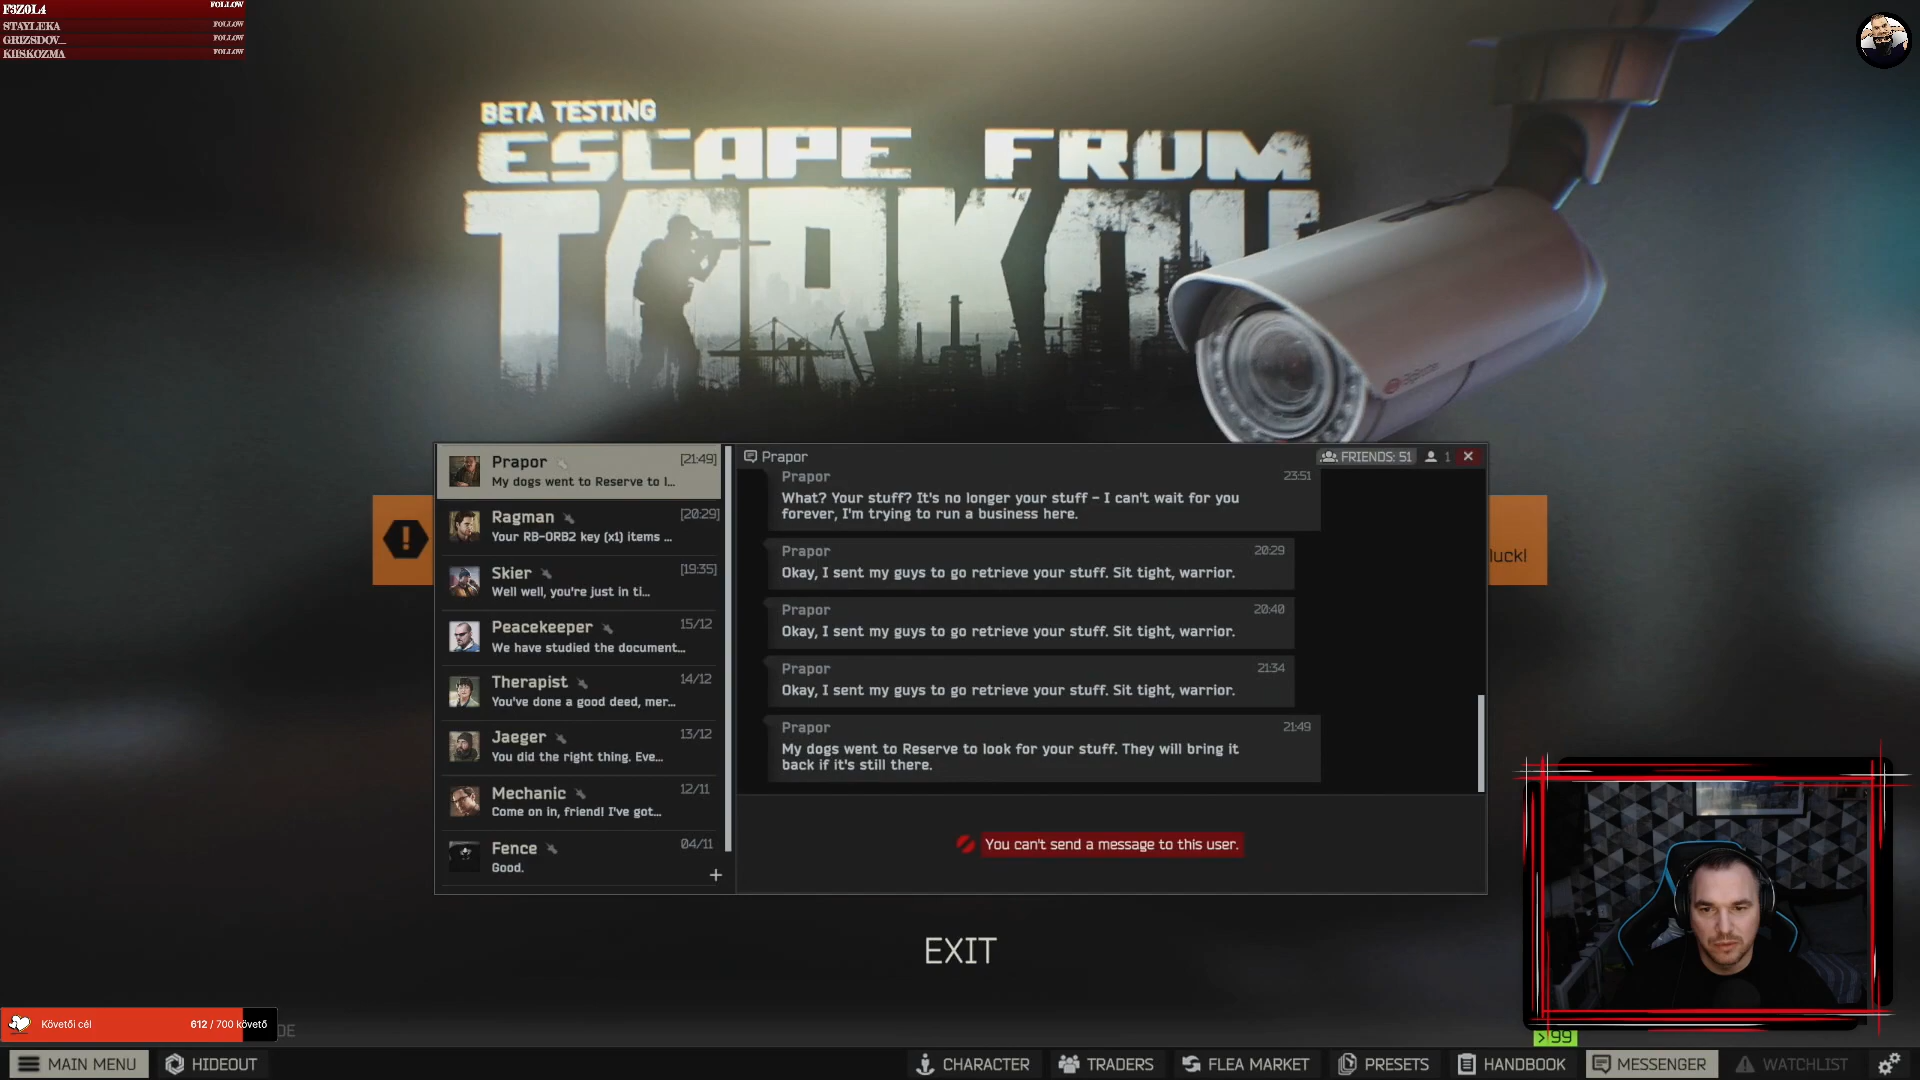 F3Z0L4 FOLLOW
STAYLEKA FOLLOW
GRIZSDOV_ FOLLOW
KIISKOZMA FOLLOW
BETA TESTING
ESCAPE FROM
TARKOV
Prapor [21:49]
My dogs went to Reserve to l...
Ragman [20:29]
Your RB-ORB2 key (x1) items ...
Skier [19:35]
Well well, you're just in ti...
Peacekeeper 15/12
We have studied the document...
Therapist 14/12
You've done a good deed, mer...
Jaeger 13/12
You did the right thing. Eve...
Mechanic 12/11
Come on in, friend! I've got...
Fence 04/11
Good.
+
Prapor FRIENDS: 51 1
Prapor 23:51
What? Your stuff? It's no longer your stuff - I can't wait for you
forever, I'm trying to run a business here.
Prapor 20:29
Okay, I sent my guys to go retrieve your stuff. Sit tight, warrior.
Prapor 20:40
Okay, I sent my guys to go retrieve your stuff. Sit tight, warrior.
Prapor 21:34
Okay, I sent my guys to go retrieve your stuff. Sit tight, warrior.
Prapor 21:49
My dogs went to Reserve to look for your stuff. They will bring it
back if it's still there.
You can't send a message to this user.
luck!
EXIT
Követői cél 612 / 700 követő
DE
>99
MAIN MENU HIDEOUT CHARACTER TRADERS FLEA MARKET PRESETS HANDBOOK MESSENGER WATCHLIST